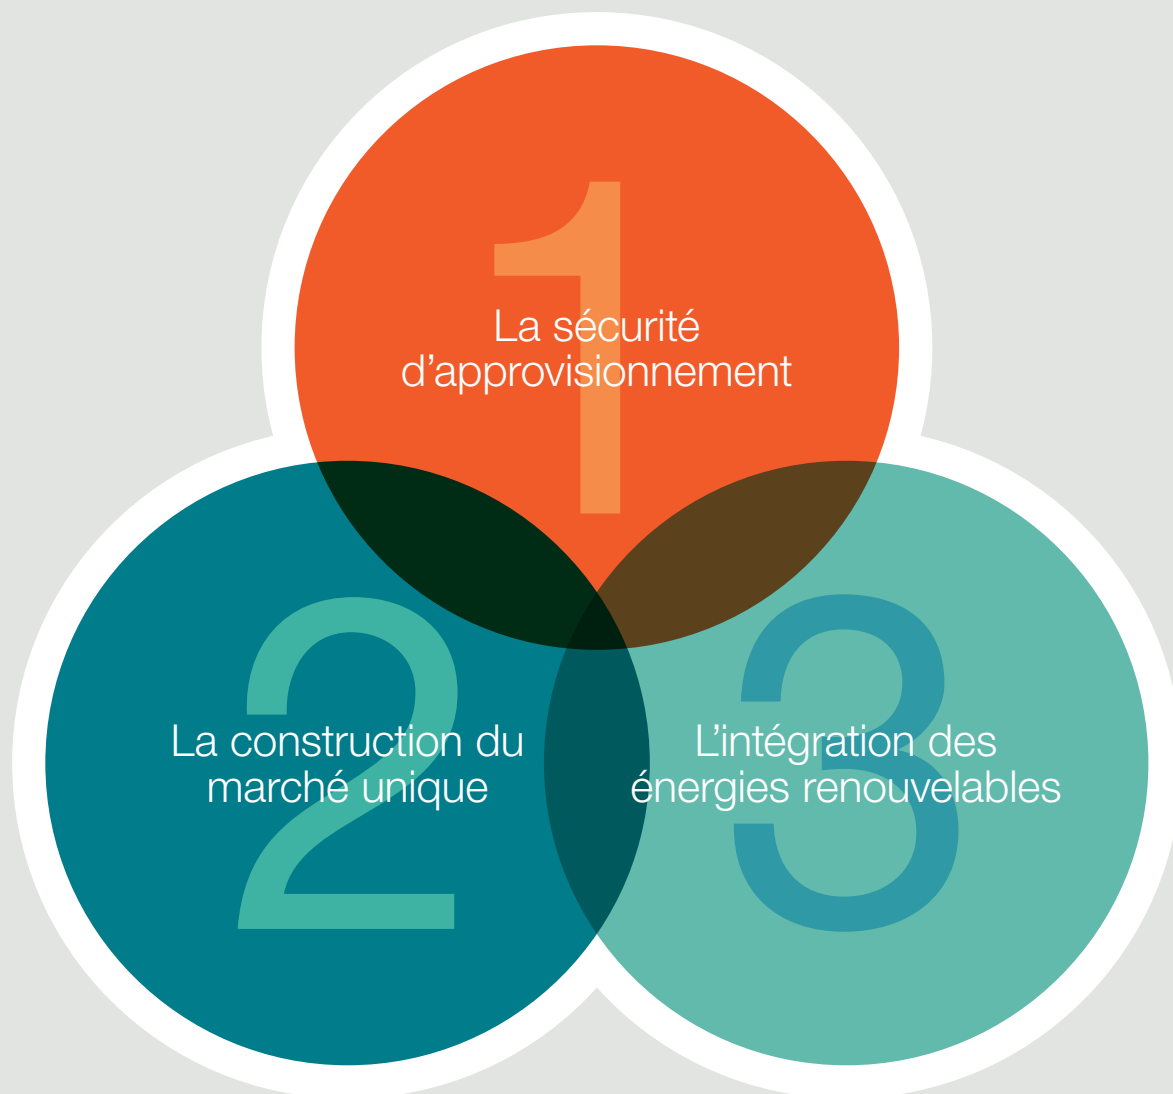 1
La sécurité
d’approvisionnement
2
La construction du
marché unique
3
L’intégration des
énergies renouvelables